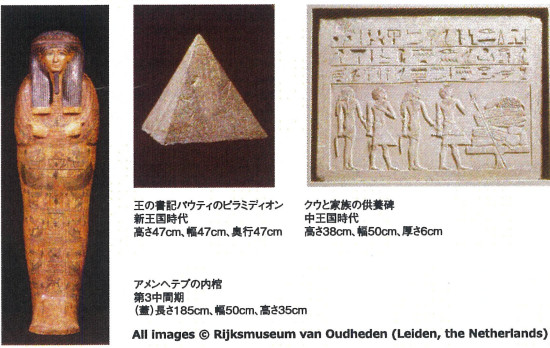 王の書記パウティのピラミディオン
新王国時代
高さ47cm、幅47cm、奥行47cm
クウと家族の供養碑
中王国時代
高さ38cm、幅50cm、厚さ6cm
アメンヘテプの内棺
第3中間期
(蓋)長さ185cm、幅50cm、高さ35cm
All images © Rijksmuseum van Oudheden (Leiden, the Netherlands)